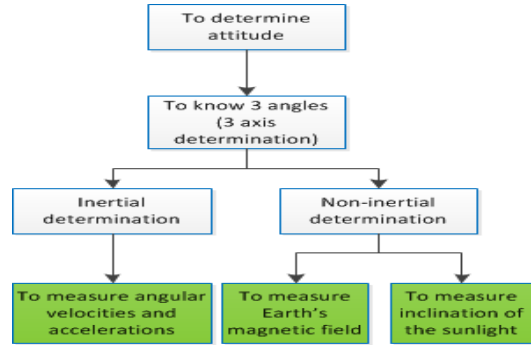 To determine
attitude
To know 3 angles
(3 axis
determination)
Inertial
determination
Non-inertial
determination
To measure angular
velocities and
accelerations
To measure
Earth's
magnetic field
To measure
inclination of
the sunlight